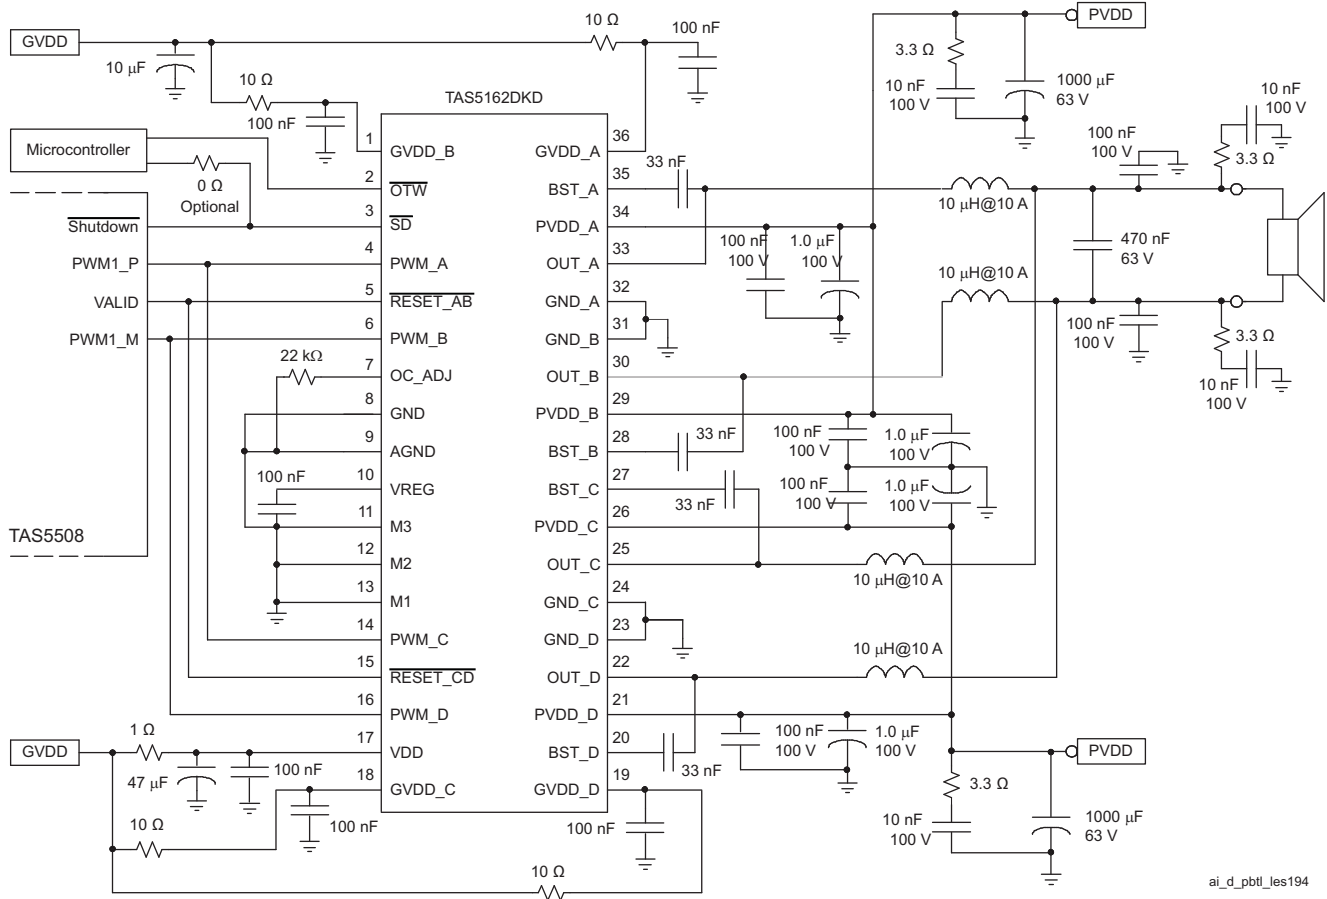 GVDD
10 µF
10 Ω
100 nF
10 Ω
100 nF
TAS5162DKD
PVDD
3.3 Ω
10 nF
100 V
1000 µF
63 V
Microcontroller
0 Ω
Optional
Shutdown
PWM1_P
VALID
PWM1_M
TAS5508
1
GVDD_B
2
OTW
3
SD
4
PWM_A
5
RESET_AB
6
PWM_B
22 kΩ
7
OC_ADJ
8
GND
9
AGND
100 nF
10
VREG
11
M3
12
M2
13
M1
14
PWM_C
15
RESET_CD
16
PWM_D
17
VDD
18
GVDD_C
36
GVDD_A
35
BST_A
34
PVDD_A
33
OUT_A
32
GND_A
31
GND_B
30
OUT_B
29
PVDD_B
28
BST_B
27
BST_C
26
PVDD_C
25
OUT_C
24
GND_C
23
GND_D
22
OUT_D
21
PVDD_D
20
BST_D
19
GVDD_D
33 nF
100 nF
100 V
1.0 µF
100 V
10 µH@10 A
10 µH@10 A
100 nF
100 V
10 nF
100 V
3.3 Ω
470 nF
63 V
100 nF
100 V
3.3 Ω
10 nF
100 V
33 nF
33 nF
100 nF
100 V
1.0 µF
100 V
100 nF
100 V
1.0 µF
100 V
10 µH@10 A
10 µH@10 A
33 nF
100 nF
100 V
1.0 µF
100 V
PVDD
3.3 Ω
10 nF
100 V
1000 µF
63 V
GVDD
1 Ω
47 µF
100 nF
10 Ω
100 nF
10 Ω
100 nF
ai_d_pbtl_les194